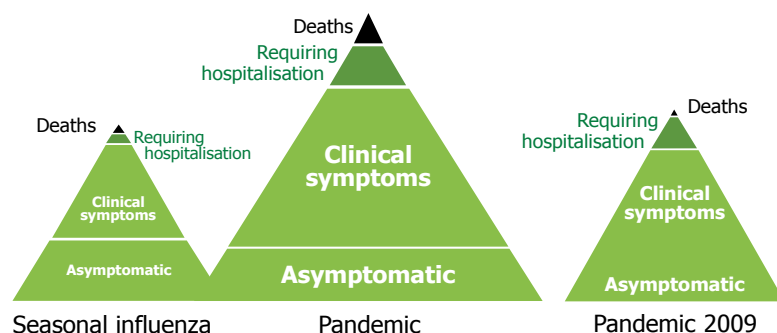 Deaths
Requiring
hospitalisation
Clinical
symptoms
Asymptomatic
Seasonal influenza
Deaths
Requiring
hospitalisation
Clinical
symptoms
Asymptomatic
Pandemic
Deaths
Requiring
hospitalisation
Clinical
symptoms
Asymptomatic
Pandemic 2009